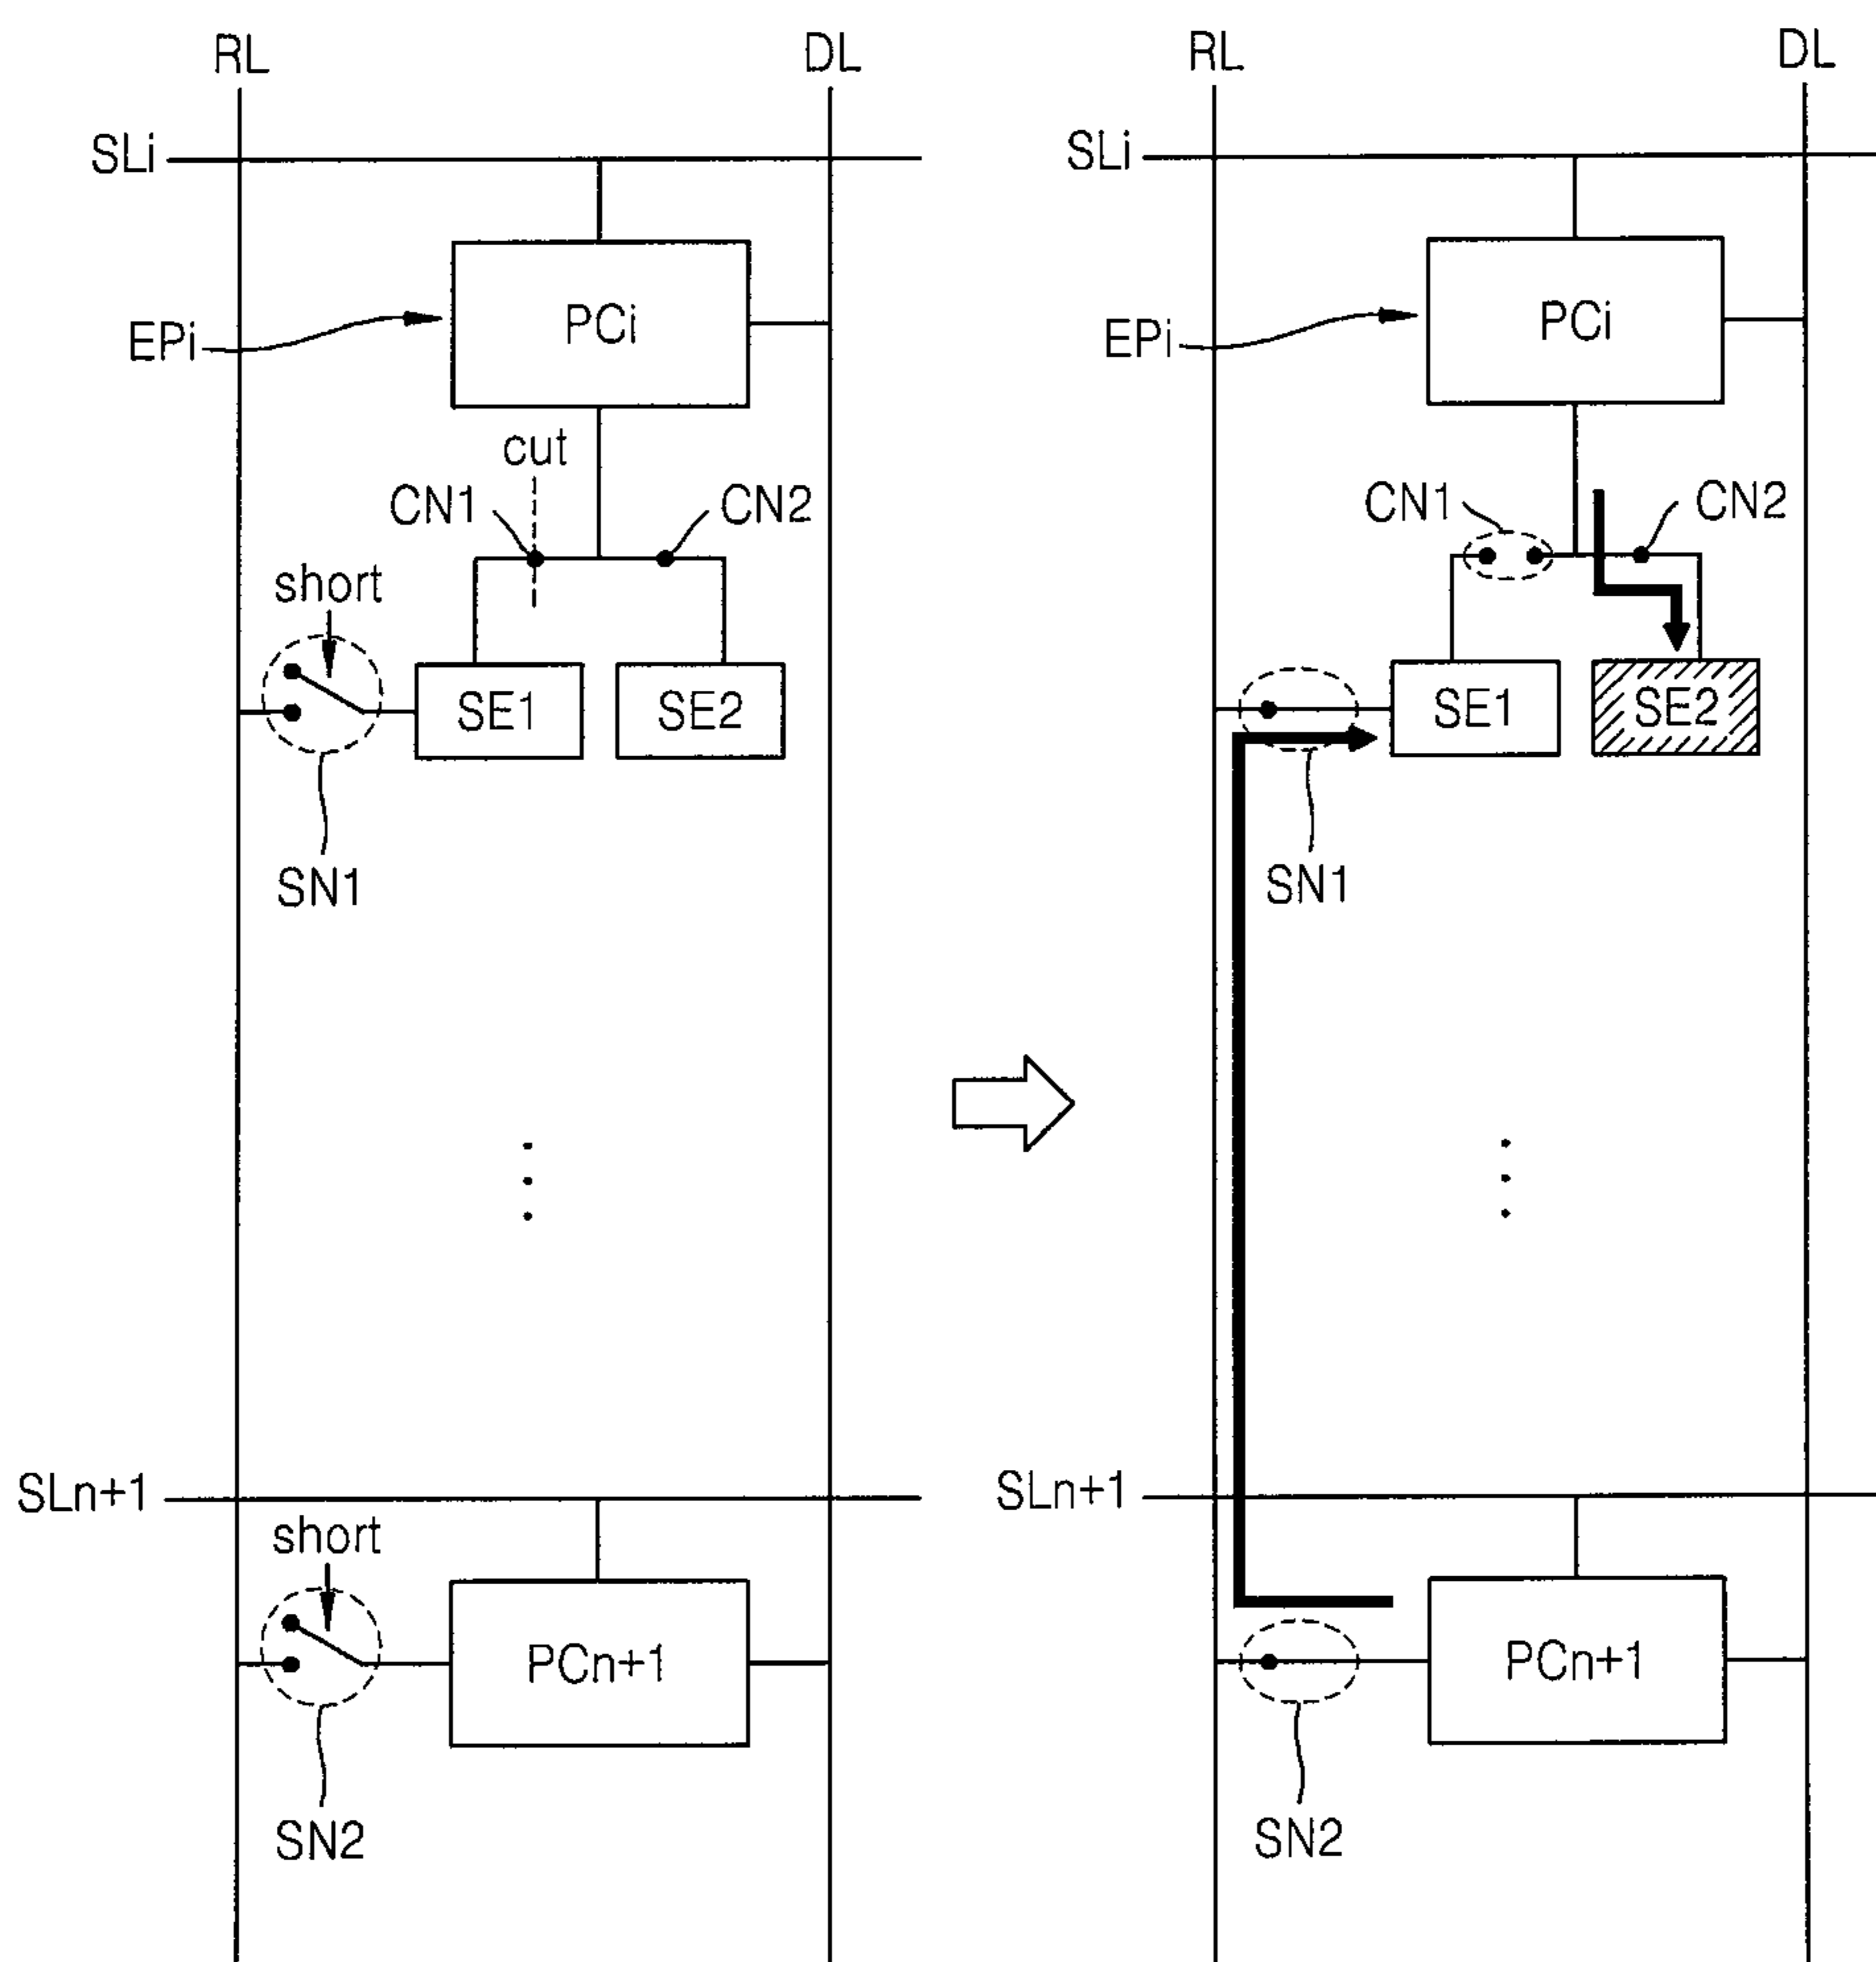 RL
DL
SLi
PCi
EPi
cut
CN1
CN2
short
SE1
SE2
SN1
SLn+1
short
PCn+1
SN2
RL
DL
SLi
PCi
EPi
CN1
CN2
SE1
SE2
SN1
SLn+1
PCn+1
SN2